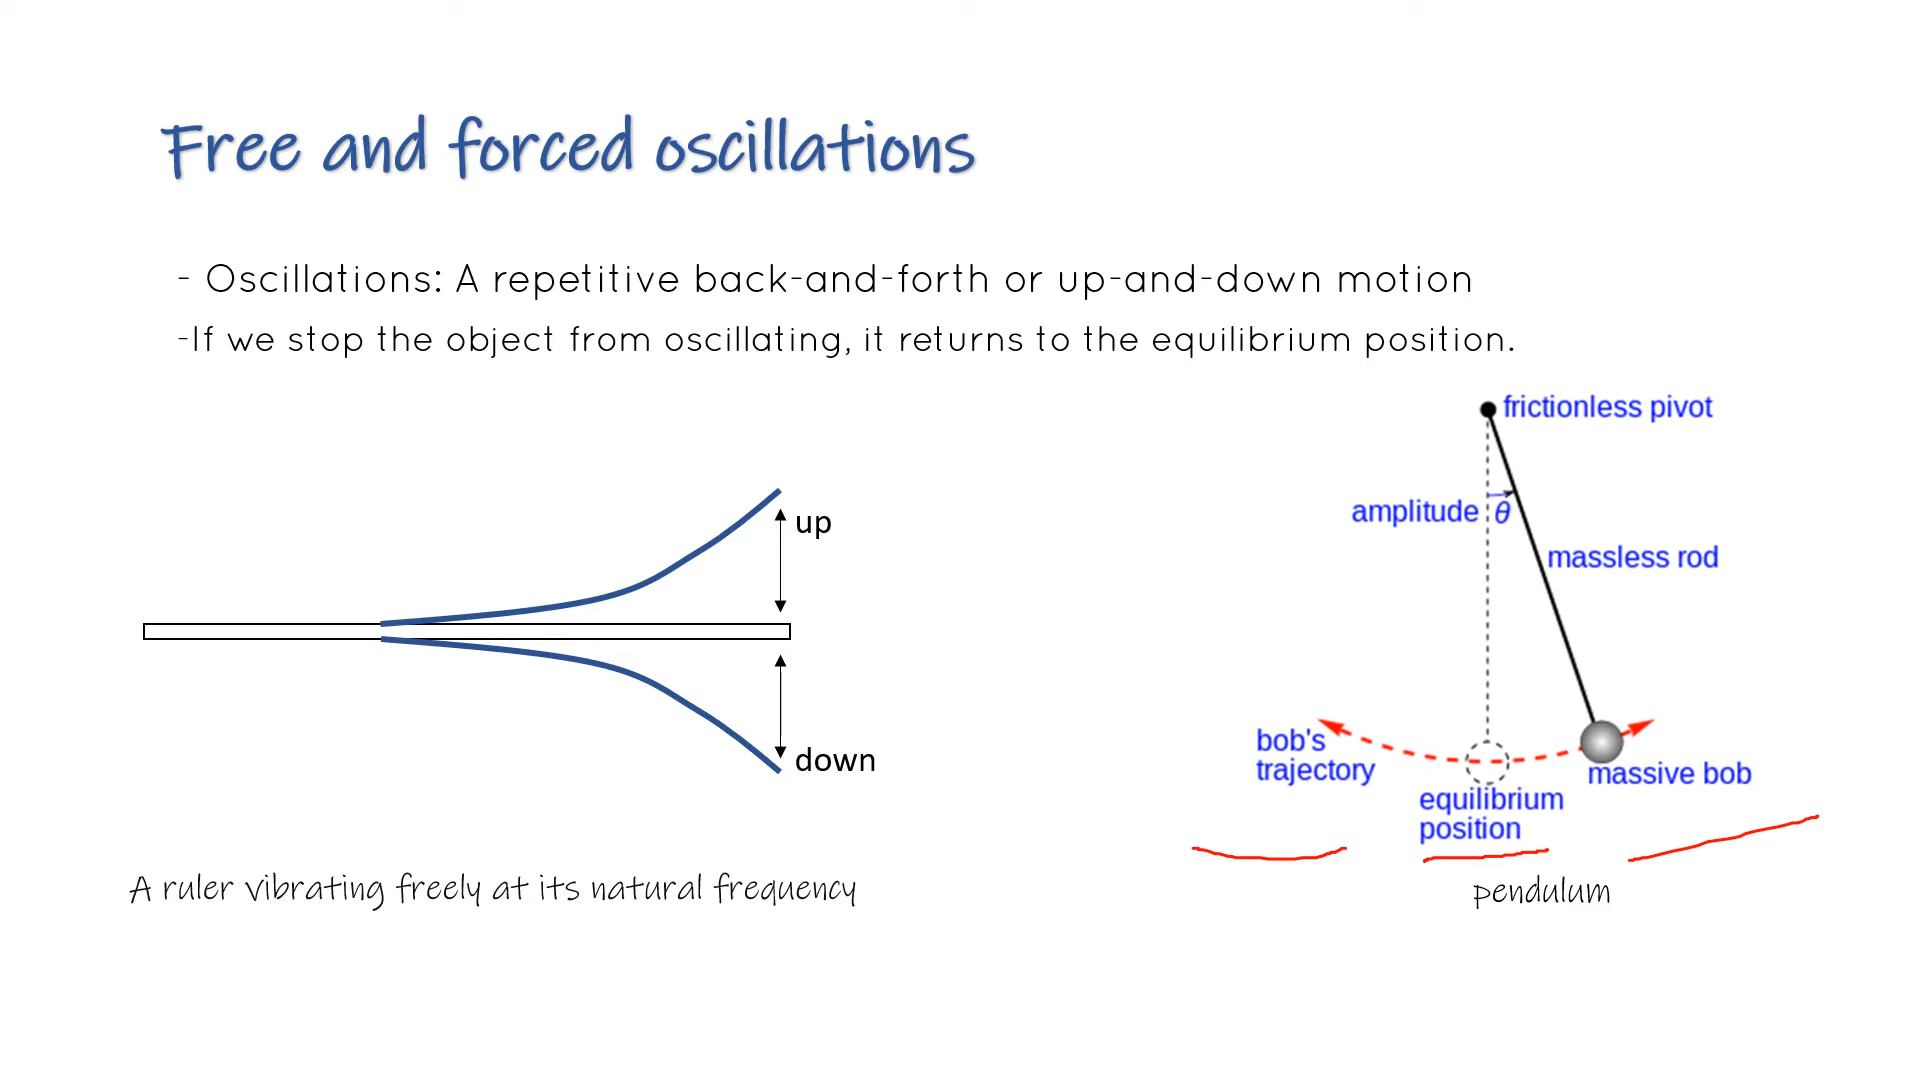 Free and forced oscillations
- Oscillations: A repetitive back-and-forth or up-and-down motion
-If we stop the object from oscillating, it returns to the equilibrium position.
frictionless pivot
amplitude θ
massless rod
up
down
bob's
trajectory
massive bob
equilibrium
position
A ruler vibrating freely at its natural frequency
pendulum